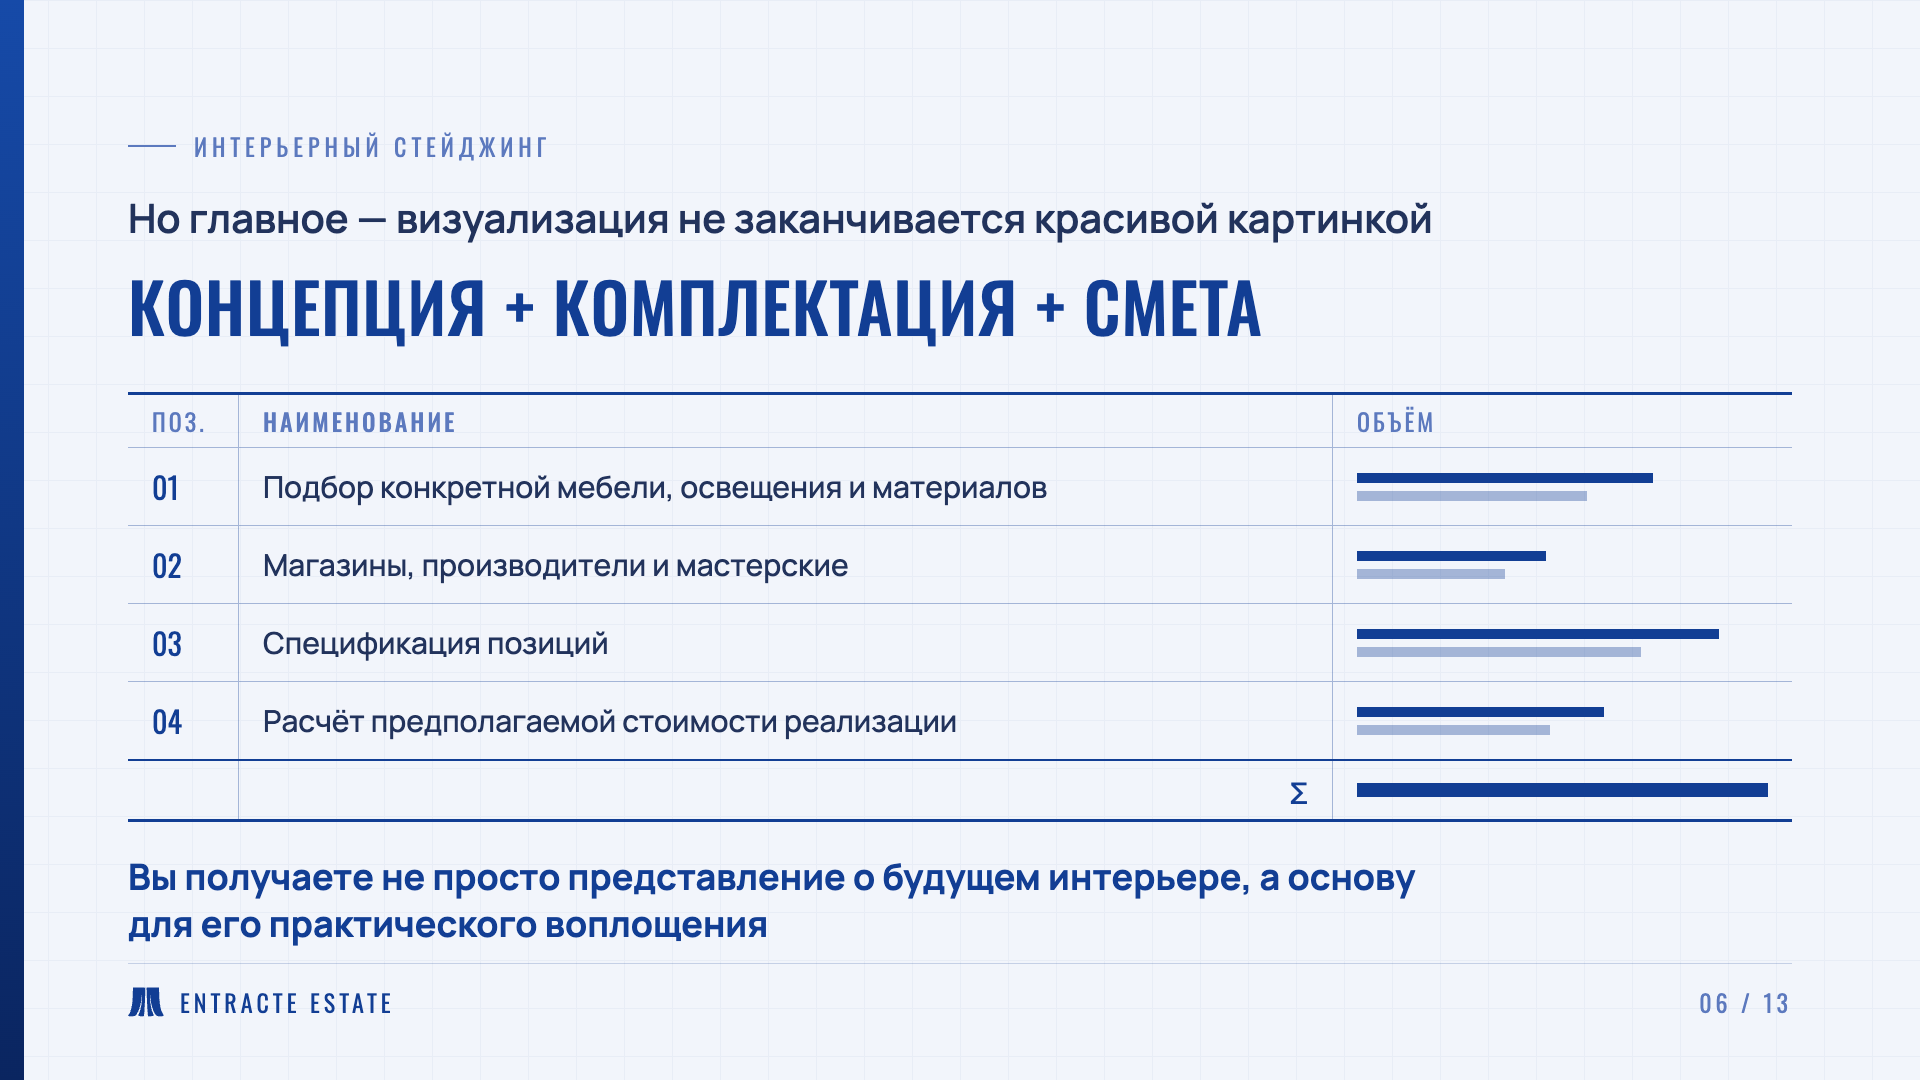 ИНТЕРЬЕРНЫЙ СТЕЙДЖИНГ
Но главное — визуализация не заканчивается красивой картинкой
КОНЦЕПЦИЯ + КОМПЛЕКТАЦИЯ + СМЕТА
ПОЗ. НАИМЕНОВАНИЕ ОБЪЁМ
01 Подбор конкретной мебели, освещения и материалов
02 Магазины, производители и мастерские
03 Спецификация позиций
04 Расчёт предполагаемой стоимости реализации
Σ
Вы получаете не просто представление о будущем интерьере, а основу
для его практического воплощения
ENTRACTE ESTATE
06 / 13